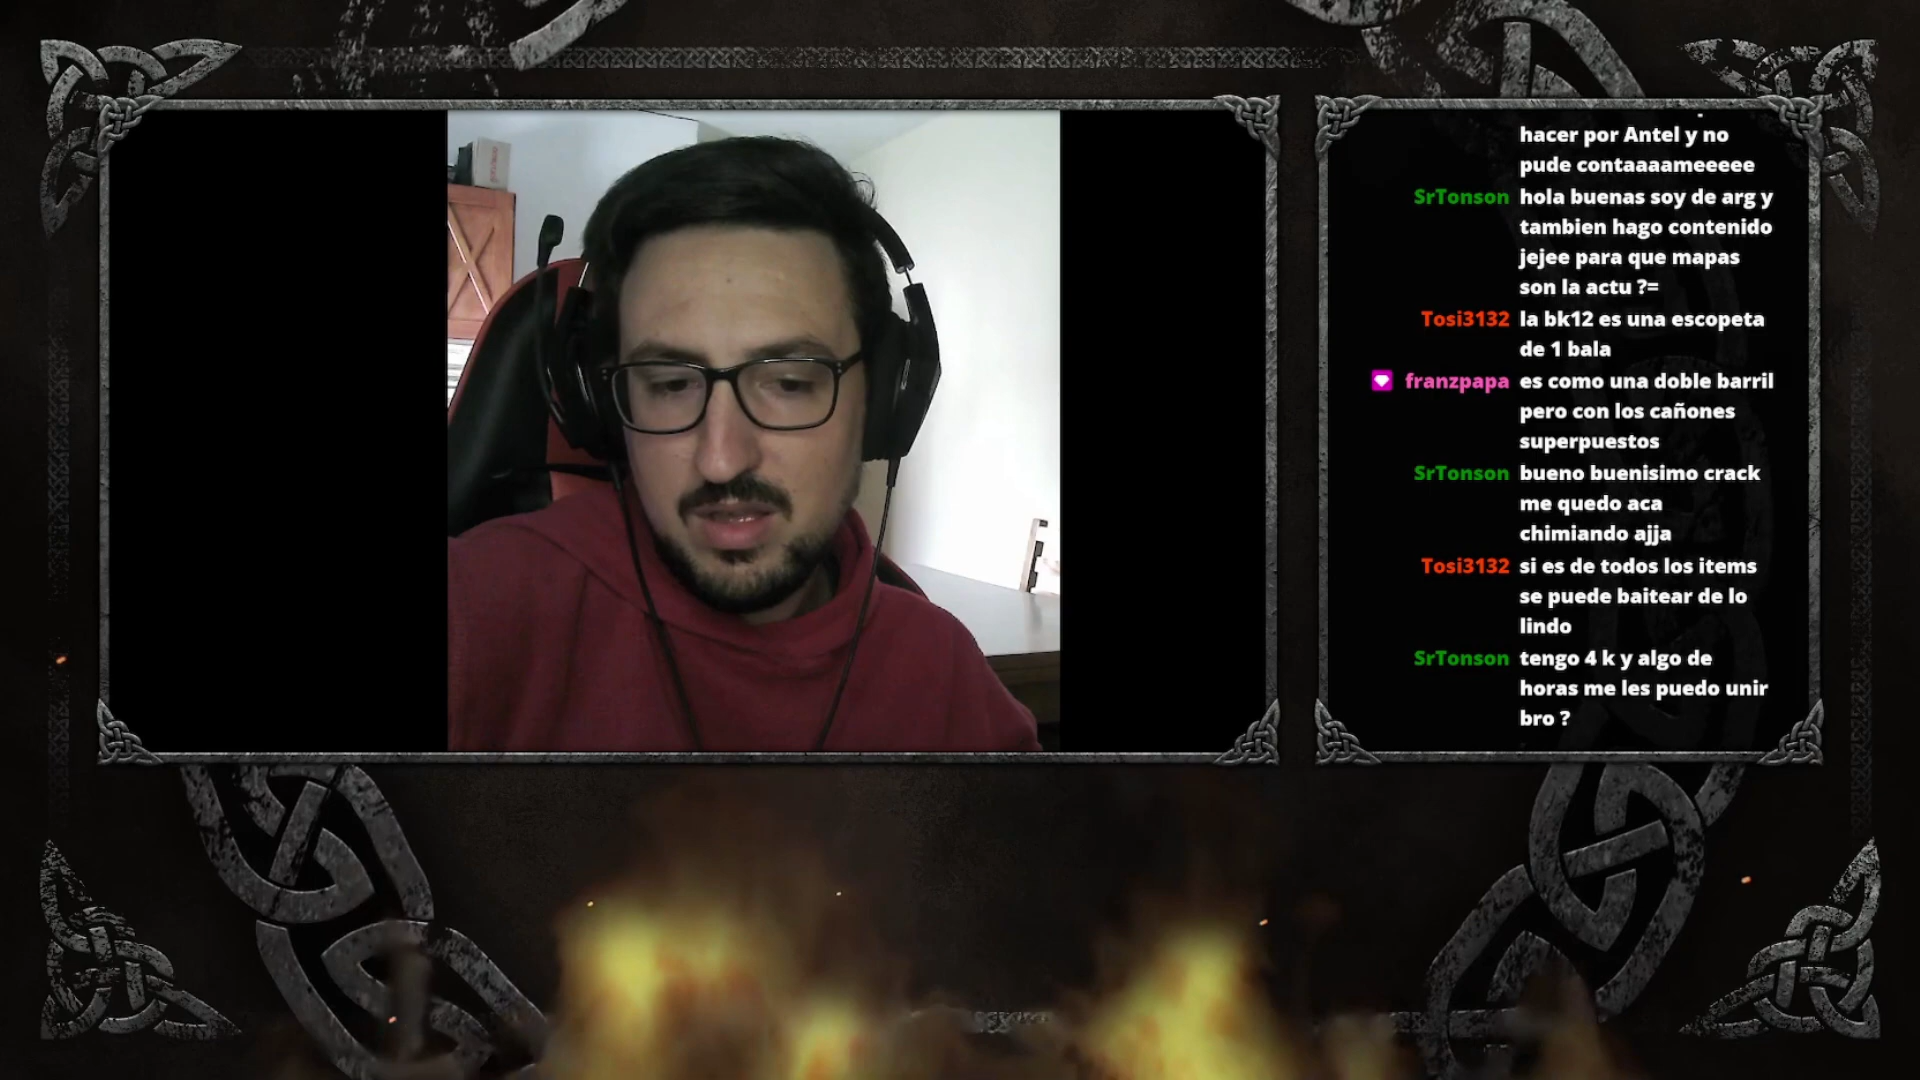 hacer por Antel y no
pude contaaaameeeee
SrTonson hola buenas soy de arg y
tambien hago contenido
jejee para que mapas
son la actu ?=
Tosi3132 la bk12 es una escopeta
de 1 bala
franzpapa es como una doble barril
pero con los cañones
superpuestos
SrTonson bueno buenisimo crack
me quedo aca
chimiando ajja
Tosi3132 si es de todos los items
se puede baitear de lo
lindo
SrTonson tengo 4 k y algo de
horas me les puedo unir
bro ?